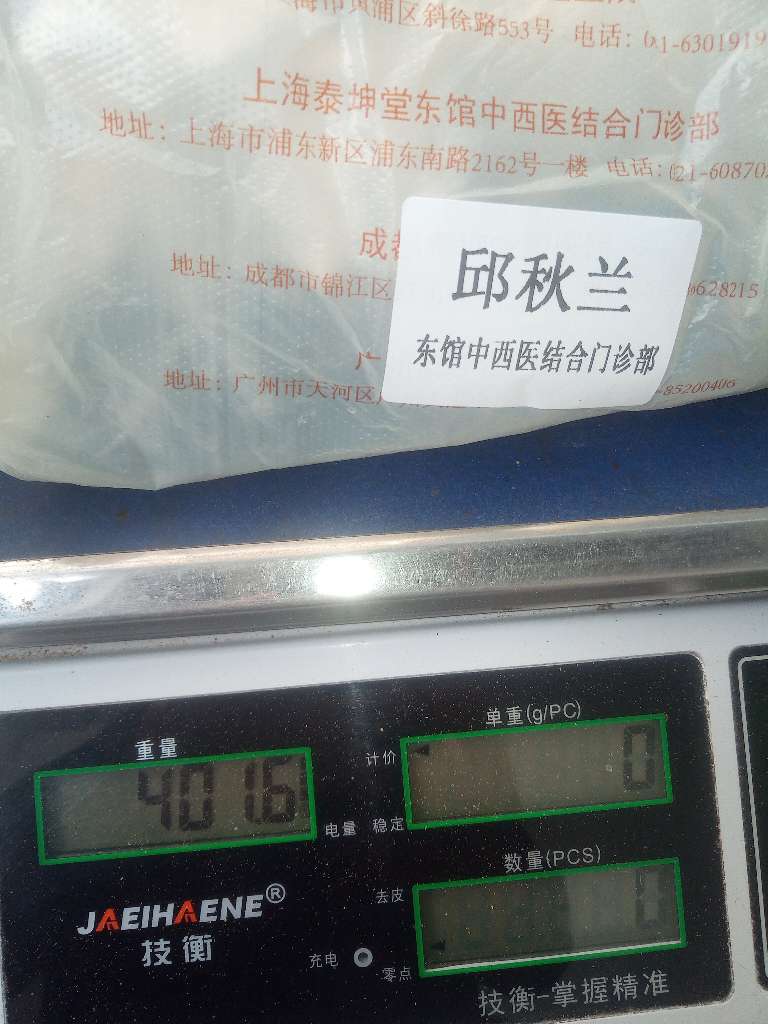 海市黄浦区斜徐路553号 电话: 021-6301919
上海泰坤堂东馆中西医结合门诊部
地址: 上海市浦东新区浦东南路2162号一楼 电话: 021-60870
成都
地址: 成都市锦江区
628215
邱秋兰
东馆中西医结合门诊部
广
地址: 广州市天河区
-85200406
重量
401.6
电量
单重(g/PC)
计价
0
稳定
数量(PCS)
去皮
0
JAEIHAENE®
技衡
充电
零点
技衡-掌握精准